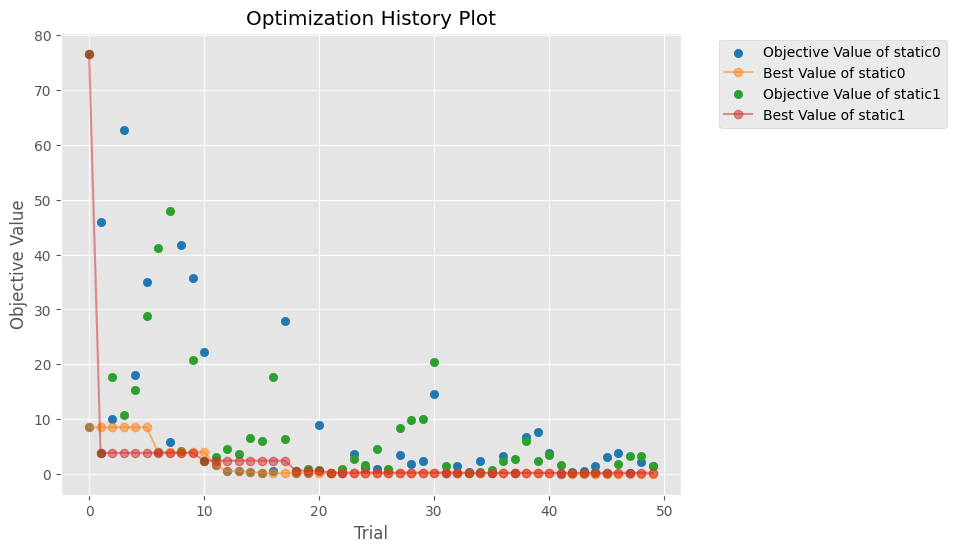 Optimization History Plot
Objective Value
80
70
60
50
40
30
20
10
0
0
10
20
30
40
50
Trial
Objective Value of static0
Best Value of static0
Objective Value of static1
Best Value of static1